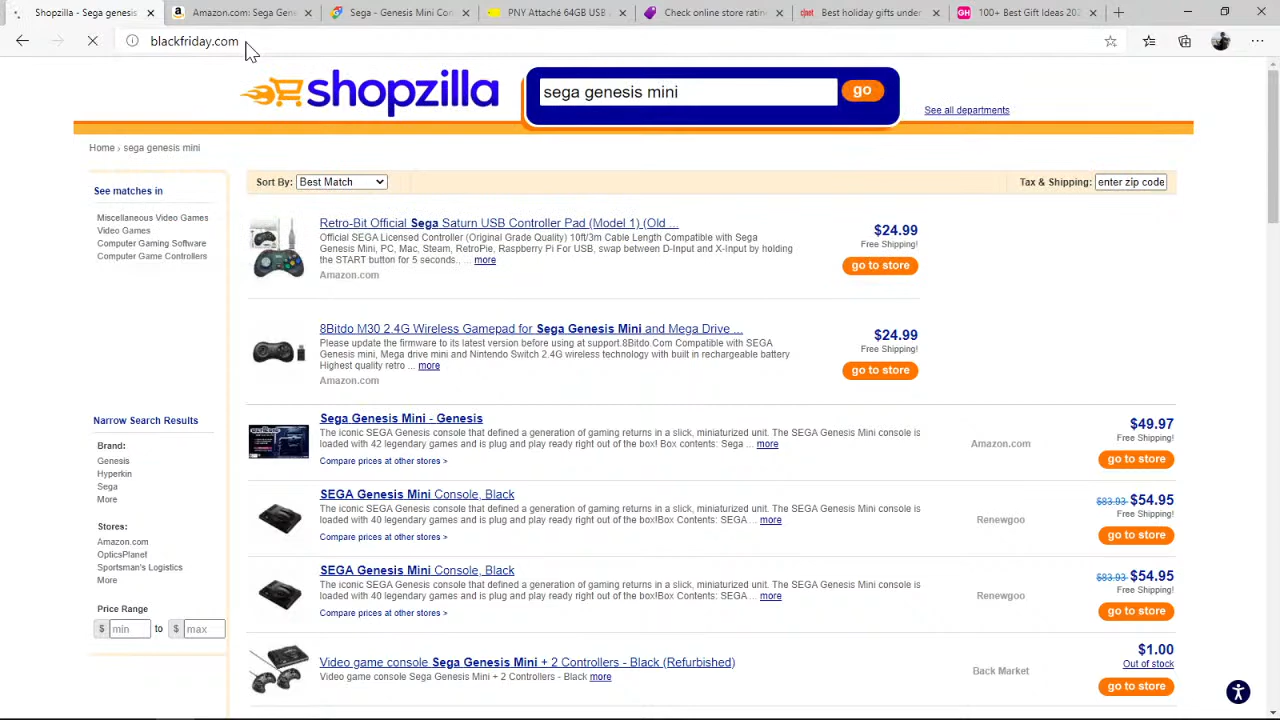 Shopzilla - Sega Genesis
Amazon.com: Sega Gen
Sega - Genesis Mini Con
PNY Attaché 64GB USB
Check online store rating
Best holiday gifts under
GH
100+ Best Gift Ideas 202
blackfriday.com
shopzilla
sega genesis mini
go
See all departments
Home › sega genesis mini
See matches in
Miscellaneous Video Games
Video Games
Computer Gaming Software
Computer Game Controllers
Narrow Search Results
Brand:
Genesis
Hyperkin
Sega
More
Stores:
Amazon.com
OpticsPlanet
Sportsman's Logistics
More
Price Range
$ min to $ max
Sort By: Best Match
Tax & Shipping: enter zip code
Retro-Bit Official Sega Saturn USB Controller Pad (Model 1) (Old ...
Official SEGA Licensed Controller (Original Grade Quality) 10ft/3m Cable Length Compatible with Sega
Genesis Mini, PC, Mac, Steam, RetroPie, Raspberry Pi For USB, swap between D-Input and X-Input by holding
the START button for 5 seconds.. ... more
Amazon.com
$24.99
Free Shipping!
go to store
8Bitdo M30 2.4G Wireless Gamepad for Sega Genesis Mini and Mega Drive ...
Please update the firmware to its latest version before using at support.8Bitdo Com Compatible with SEGA
Genesis mini, Mega drive mini and Nintendo Switch 2.4G wireless technology with built in rechargeable battery
Highest quality retro ... more
Amazon.com
$24.99
Free Shipping!
go to store
Sega Genesis Mini - Genesis
The iconic SEGA Genesis console that defined a generation of gaming returns in a slick, miniaturized unit. The SEGA Genesis Mini console is
loaded with 42 legendary games and is plug and play ready right out of the box! Box contents: Sega ... more
Compare prices at other stores >
Amazon.com
$49.97
Free Shipping!
go to store
SEGA Genesis Mini Console, Black
The iconic SEGA Genesis console that defined a generation of gaming returns in a slick, miniaturized unit. The SEGA Genesis Mini console is
loaded with 40 legendary games and is plug and play ready right out of the box!Box Contents: SEGA ... more
Compare prices at other stores >
Renewgoo
$83.93 $54.95
Free Shipping!
go to store
SEGA Genesis Mini Console, Black
The iconic SEGA Genesis console that defined a generation of gaming returns in a slick, miniaturized unit. The SEGA Genesis Mini console is
loaded with 40 legendary games and is plug and play ready right out of the box!Box Contents: SEGA ... more
Compare prices at other stores >
Renewgoo
$83.93 $54.95
Free Shipping!
go to store
Video game console Sega Genesis Mini + 2 Controllers - Black (Refurbished)
Video game console Sega Genesis Mini + 2 Controllers - Black more
Back Market
$1.00
Out of stock
go to store